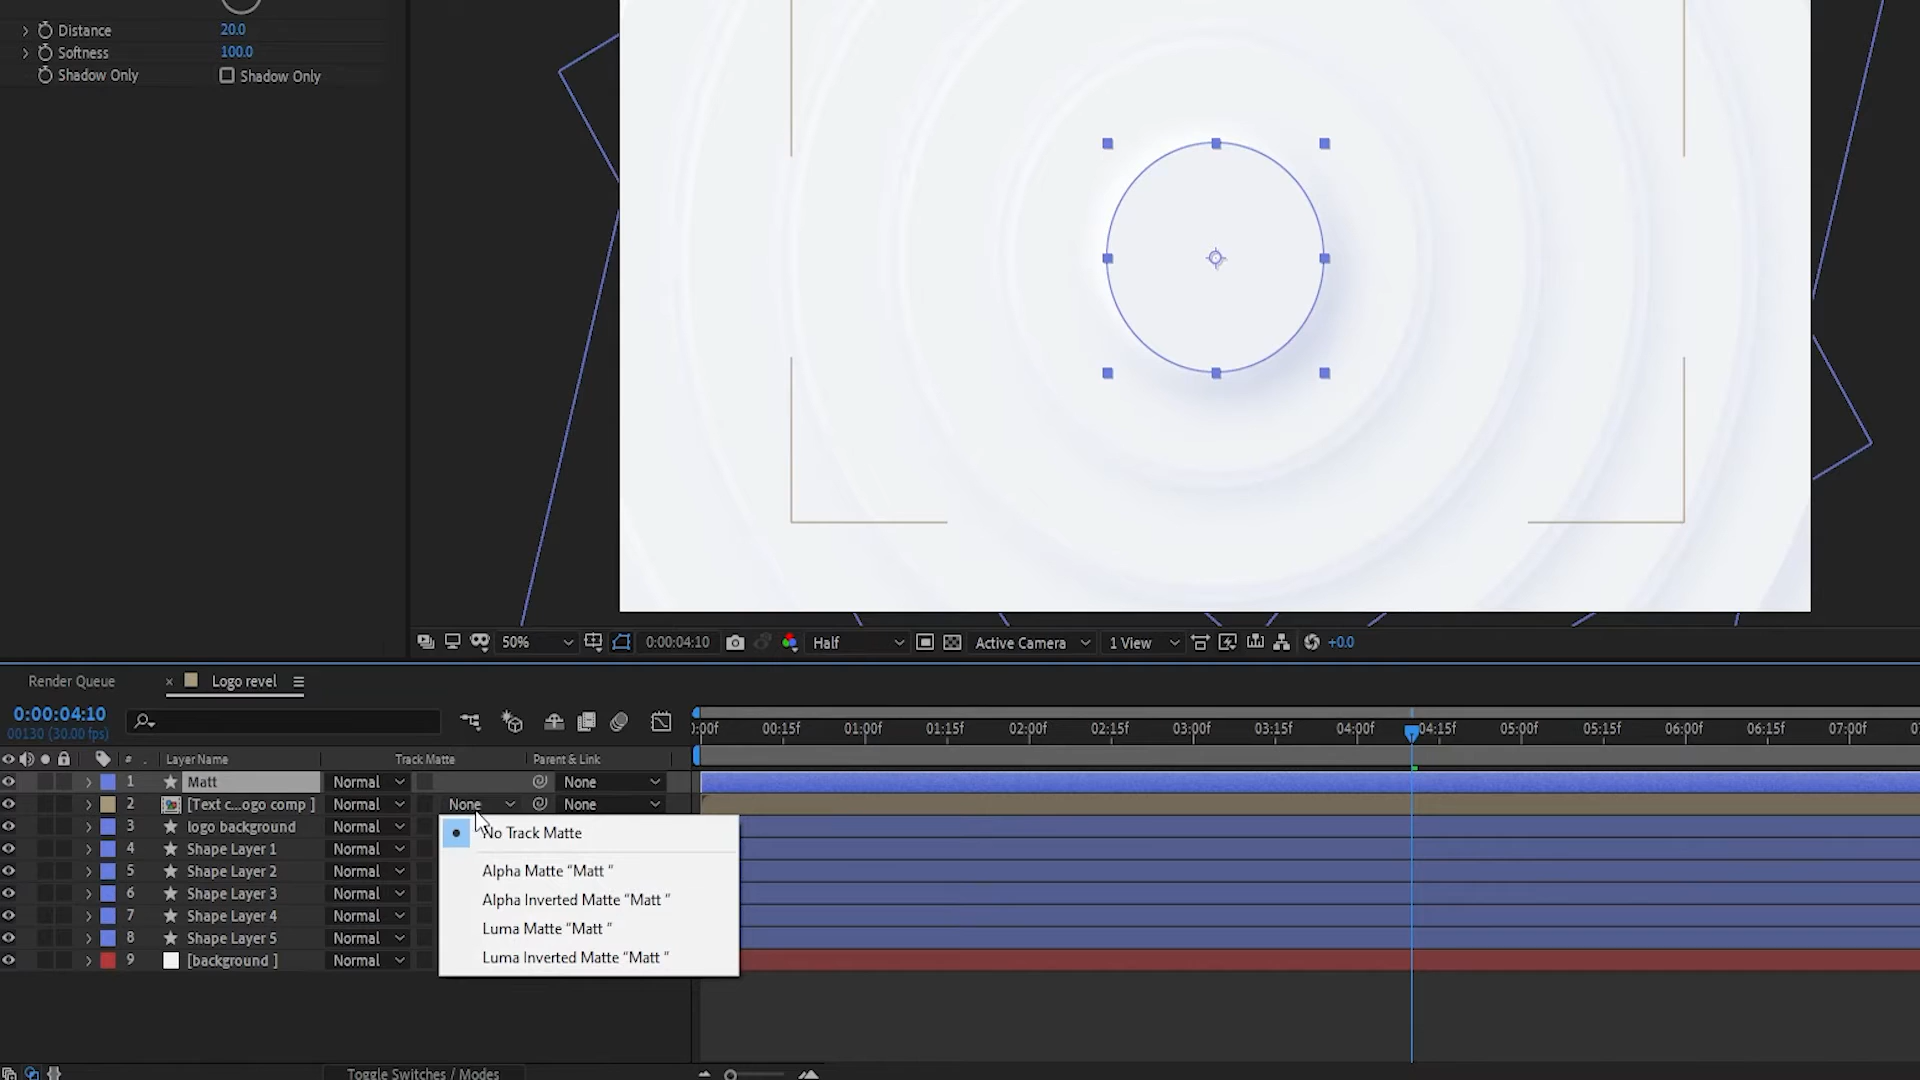 Distance 20.0
Softness 100.0
Shadow Only Shadow Only
50% 0:00:04:10 Half Active Camera 1 View +0.0
Render Queue × Logo revel
0:00:04:10
00130 (30.00 fps)
):00f 00:15f 01:00f 01:15f 02:00f 02:15f 03:00f 03:15f 04:00f 04:15f 05:00f 05:15f 06:00f 06:15f 07:00f 07
# Layer Name Track Matte Parent & Link
1 Matt Normal None
2 [Text c...ogo comp ] Normal None None
3 logo background Normal
No Track Matte
4 Shape Layer 1 Normal
5 Shape Layer 2 Normal
Alpha Matte “Matt ”
6 Shape Layer 3 Normal
Alpha Inverted Matte “Matt ”
7 Shape Layer 4 Normal
Luma Matte “Matt ”
8 Shape Layer 5 Normal
9 [background ] Normal
Luma Inverted Matte “Matt ”
Toggle Switches / Modes